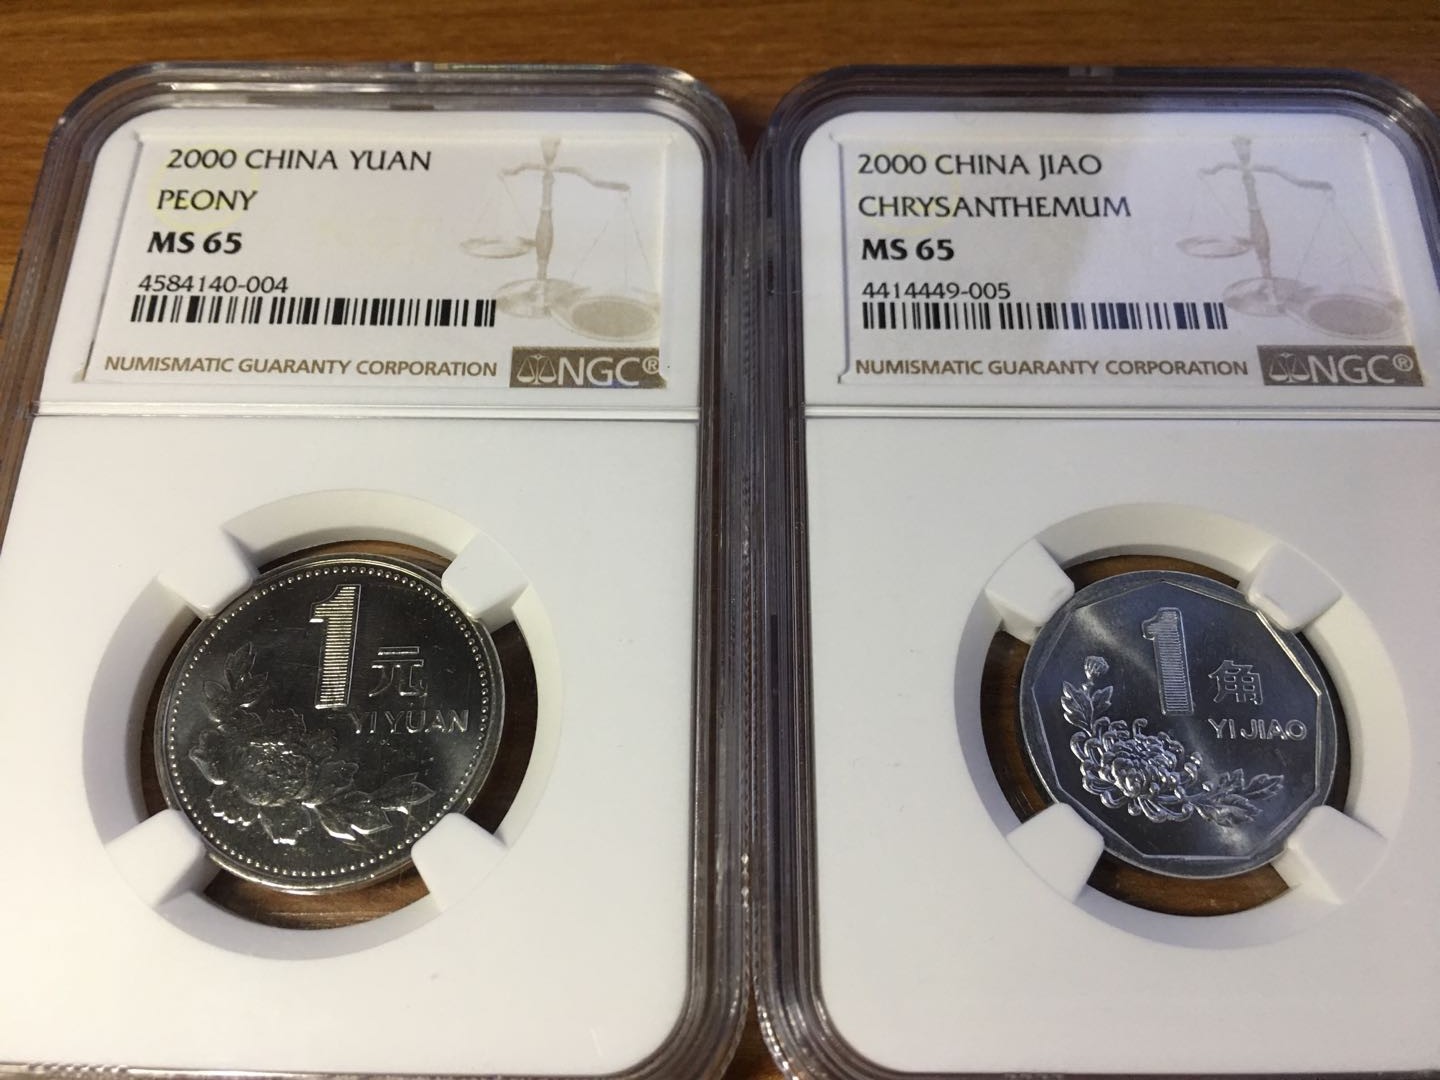 2000 CHINA YUAN
PEONY
MS 65
4584140-004
NUMISMATIC GUARANTY CORPORATION
NGC®
1
元
YI YUAN
2000 CHINA JIAO
CHRYSANTHEMUM
MS 65
4414449-005
NUMISMATIC GUARANTY CORPORATION
NGC®
1
角
YI JIAO